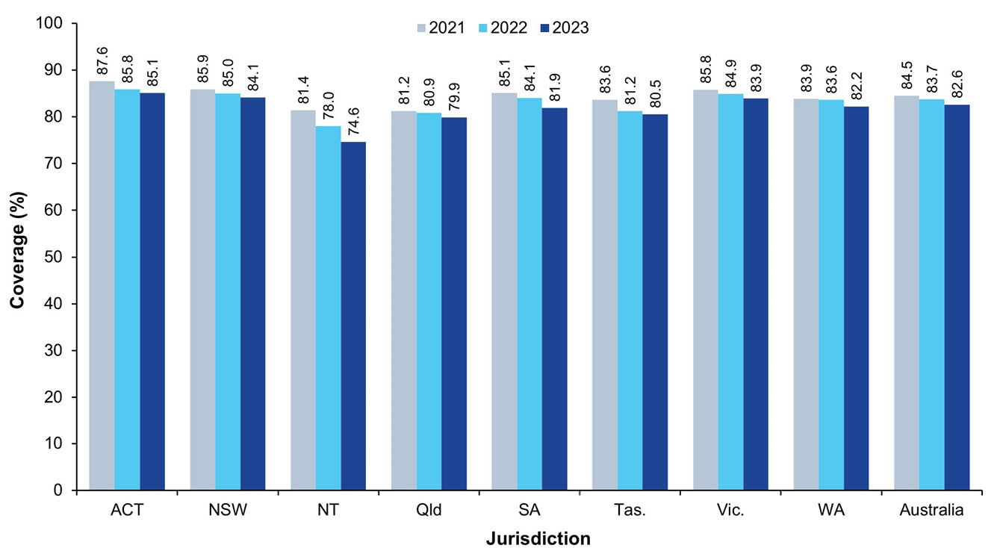 2021 2022 2023
100
90
80
70
60
50
40
30
20
10
0
Coverage (%)
87.6 85.8 85.1
85.9 85.0 84.1
81.4 78.0 74.6
81.2 80.9 79.9
85.1 84.1 81.9
83.6 81.2 80.5
85.8 84.9 83.9
83.9 83.6 82.2
84.5 83.7 82.6
ACT NSW NT Qld SA Tas. Vic. WA Australia
Jurisdiction